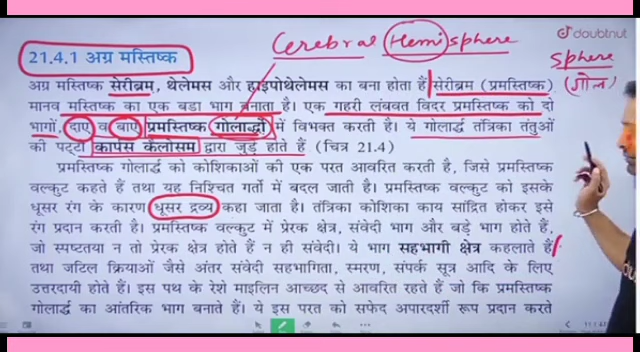 Cerebral Hemisphere
doubtnut
Sphere
(गोल)
21.4.1 अग्र मस्तिष्क
अग्र मस्तिष्क सेरीब्रम, थेलेमस और हाइपोथेलेमस का बना होता है सेरीब्रम (प्रमस्तिष्क)
मानव मस्तिष्क का एक बडा भाग बनाता है। एक गहरी लंबवत विदर प्रमस्तिष्क को दो
भागों, दाएं व बाएं प्रमस्तिष्क गोलार्द्धों में विभक्त करती है। ये गोलार्द्ध तंत्रिका तंतुओं
की पट्टी कार्पस कैलोसम द्वारा जुड़े होते हैं (चित्र 21.4)
प्रमस्तिष्क गोलार्द्ध को कोशिकाओं की एक परत आवरित करती है, जिसे प्रमस्तिष्क
वल्कुट कहते हैं तथा यह निश्चित गर्तो में बदल जाती है। प्रमस्तिष्क वल्कुट को इसके
धूसर रंग के कारण धूसर द्रव्य कहा जाता है। तंत्रिका कोशिका काय सांद्रित होकर इसे
रंग प्रदान करती है। प्रमस्तिष्क वल्कुट में प्रेरक क्षेत्र, संवेदी भाग और बड़े भाग होते हैं,
जो स्पष्टतया न तो प्रेरक क्षेत्र होते हैं न ही संवेदी। ये भाग सहभागी क्षेत्र कहलाते हैं
तथा जटिल क्रियाओं जैसे अंतर संवेदी सहभागिता, स्मरण, संपर्क सूत्र आदि के लिए
उत्तरदायी होते हैं। इस पथ के रेशे माइलिन आच्छद से आवरित रहते हैं जो कि प्रमस्तिष्क
गोलार्द्ध का आंतरिक भाग बनाते हैं। ये इस परत को सफेद अपारदर्शी रूप प्रदान करते